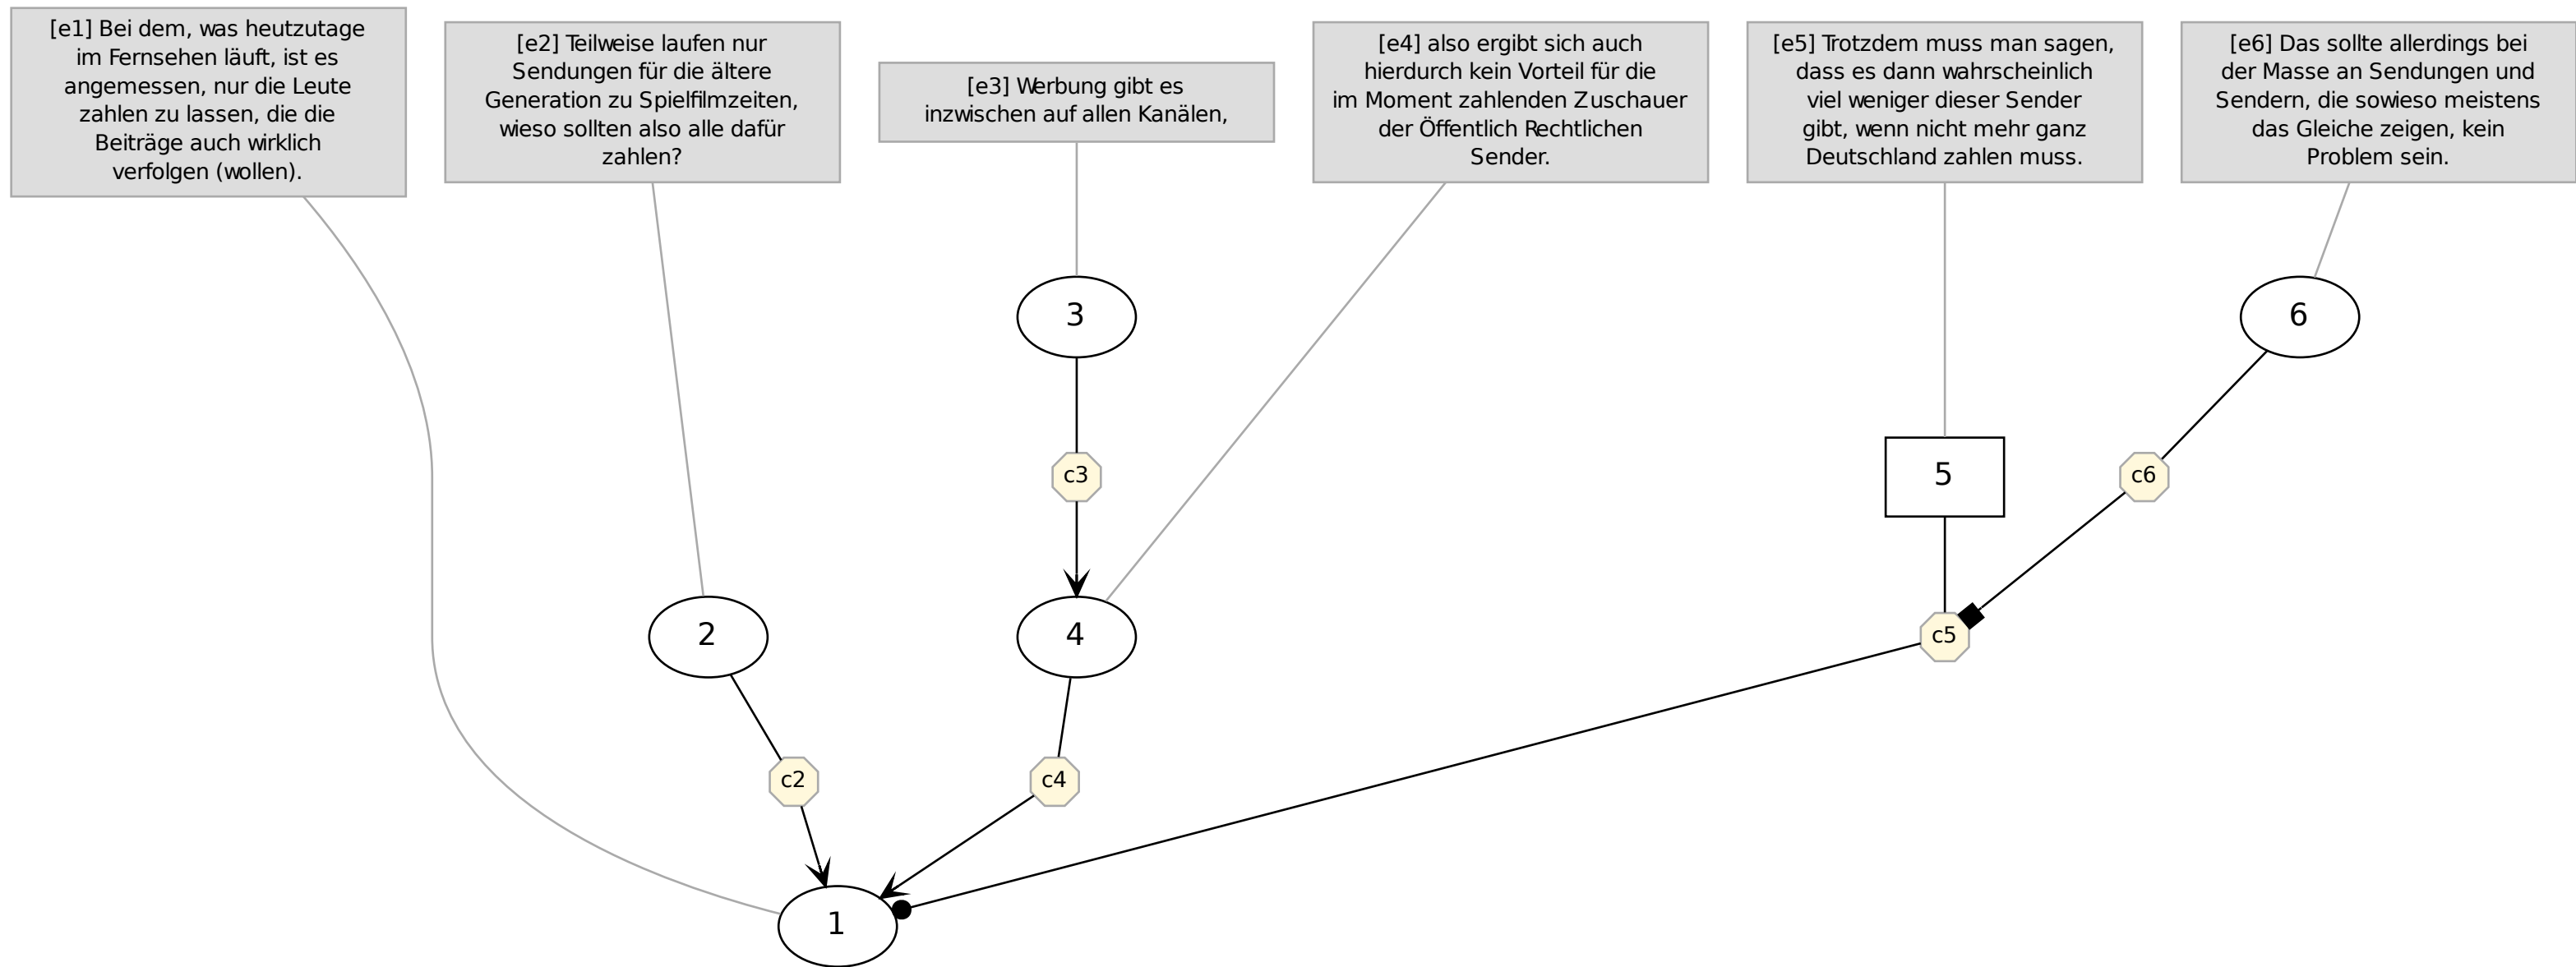 [e1] Bei dem, was heutzutage
im Fernsehen läuft, ist es
angemessen, nur die Leute
zahlen zu lassen, die die
Beiträge auch wirklich
verfolgen (wollen).
[e2] Teilweise laufen nur
Sendungen für die ältere
Generation zu Spielfilmzeiten,
wieso sollten also alle dafür
zahlen?
[e3] Werbung gibt es
inzwischen auf allen Kanälen,
[e4] also ergibt sich auch
hierdurch kein Vorteil für die
im Moment zahlenden Zuschauer
der Öffentlich Rechtlichen
Sender.
[e5] Trotzdem muss man sagen,
dass es dann wahrscheinlich
viel weniger dieser Sender
gibt, wenn nicht mehr ganz
Deutschland zahlen muss.
[e6] Das sollte allerdings bei
der Masse an Sendungen und
Sendern, die sowieso meistens
das Gleiche zeigen, kein
Problem sein.
3
6
c3
5
c6
2
4
c5
c2
c4
1